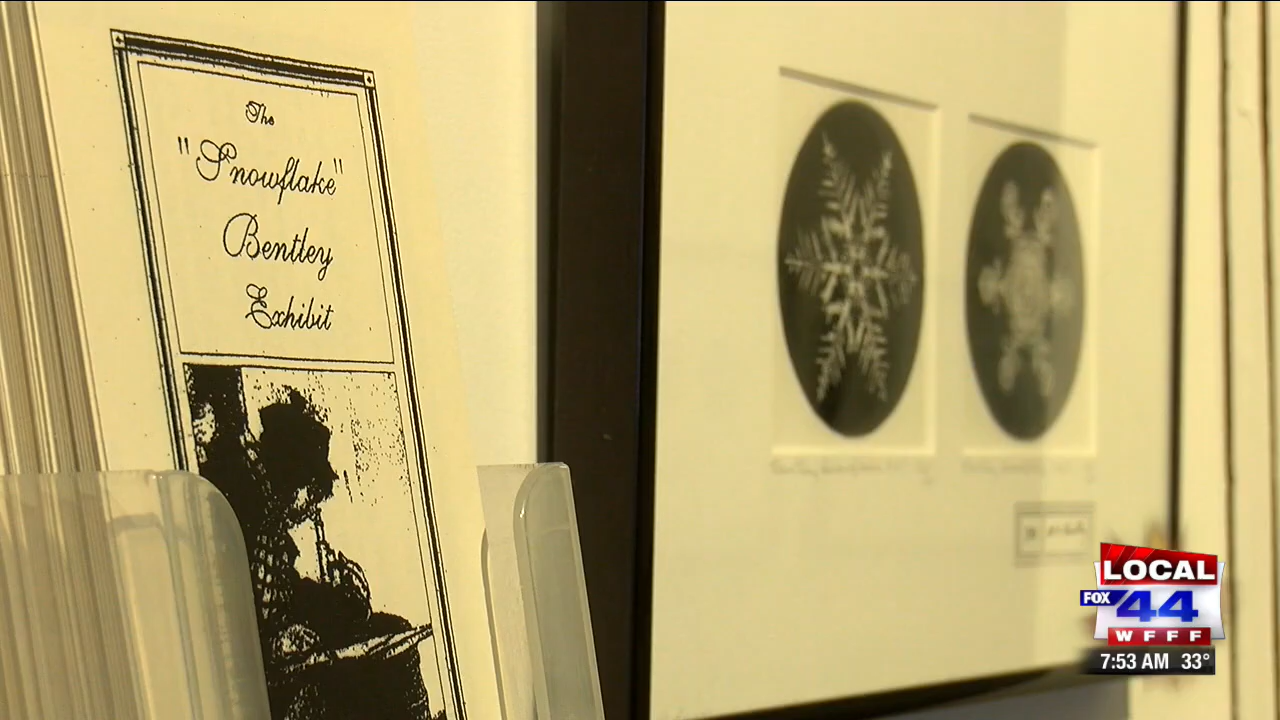 The
"Snowflake"
Bentley
Exhibit
LOCAL
FOX 44
WFFF
7:53 AM 33°